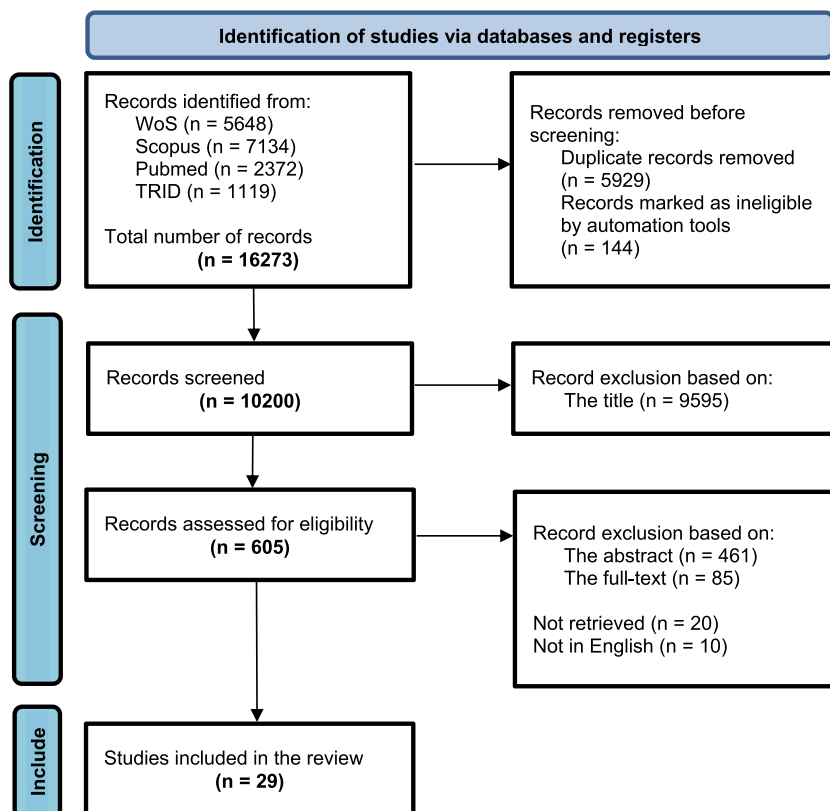 Identification of studies via databases and registers
Identification
Records identified from:
WoS (n = 5648)
Scopus (n = 7134)
Pubmed (n = 2372)
TRID (n = 1119)
Total number of records
(n = 16273)
Records removed before
screening:
Duplicate records removed
(n = 5929)
Records marked as ineligible
by automation tools
(n = 144)
Screening
Records screened
(n = 10200)
Record exclusion based on:
The title (n = 9595)
Records assessed for eligibility
(n = 605)
Record exclusion based on:
The abstract (n = 461)
The full-text (n = 85)
Not retrieved (n = 20)
Not in English (n = 10)
Include
Studies included in the review
(n = 29)